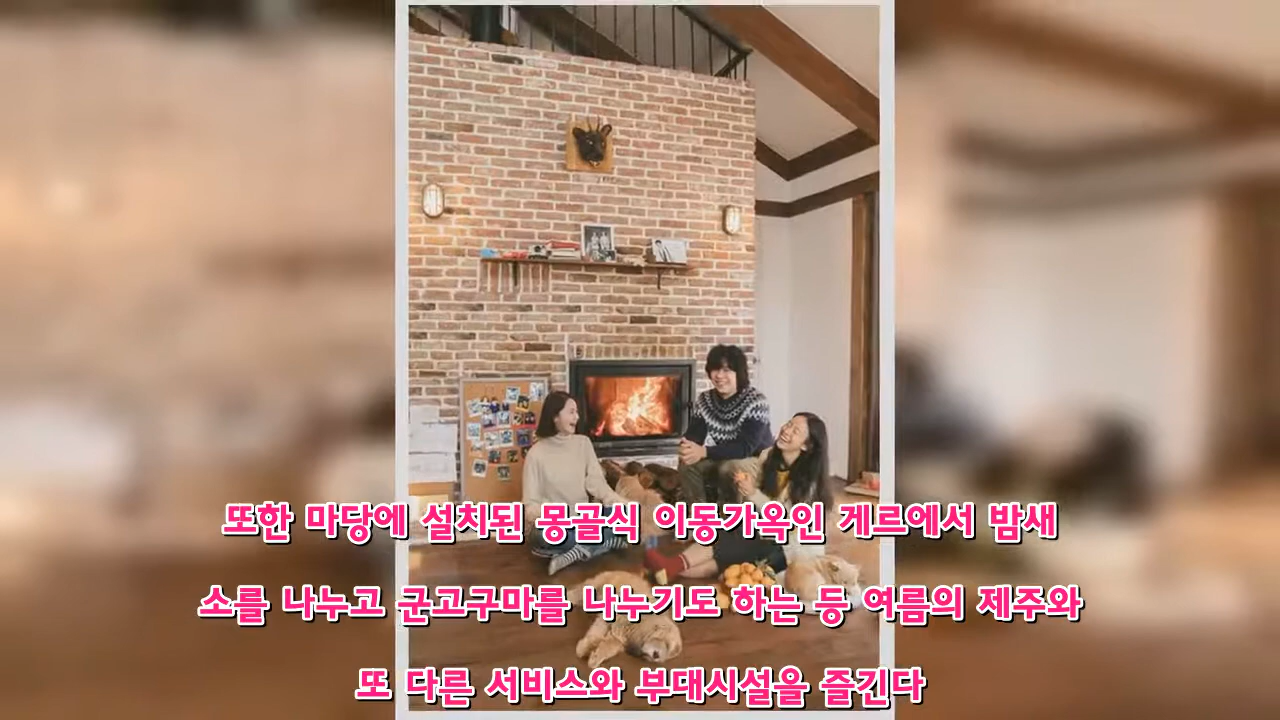 또한 마당에 설치된 몽골식 이동가옥인 게르에서 밤새
소를 나누고 군고구마를 나누기도 하는 등 여름의 제주와
또 다른 서비스와 부대시설을 즐긴다